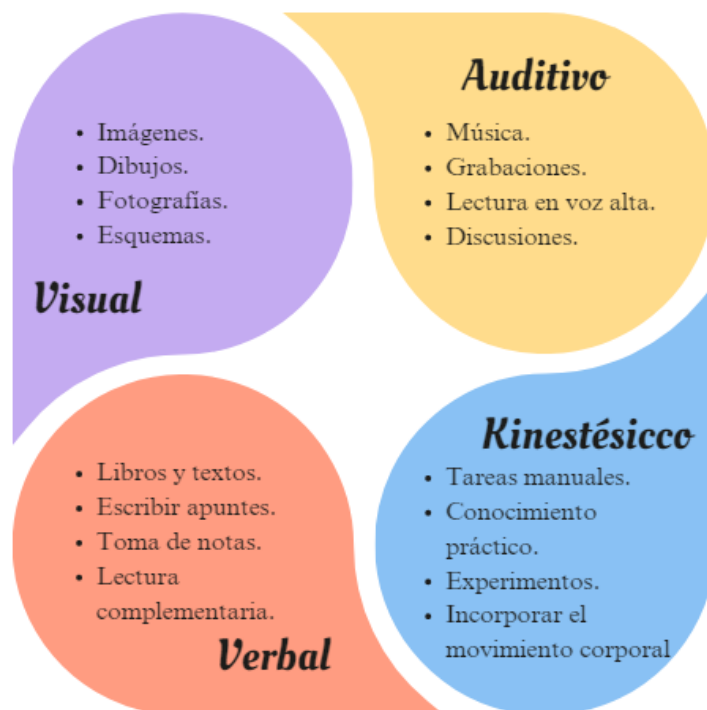 • Imágenes.
• Dibujos.
• Fotografías.
• Esquemas.
Visual
Auditivo
• Música.
• Grabaciones.
• Lectura en voz alta.
• Discusiones.
• Libros y textos.
• Escribir apuntes.
• Toma de notas.
• Lectura
complementaria.
Verbal
Kinestésicco
• Tareas manuales.
• Conocimiento
práctico.
• Experimentos.
• Incorporar el
movimiento corporal